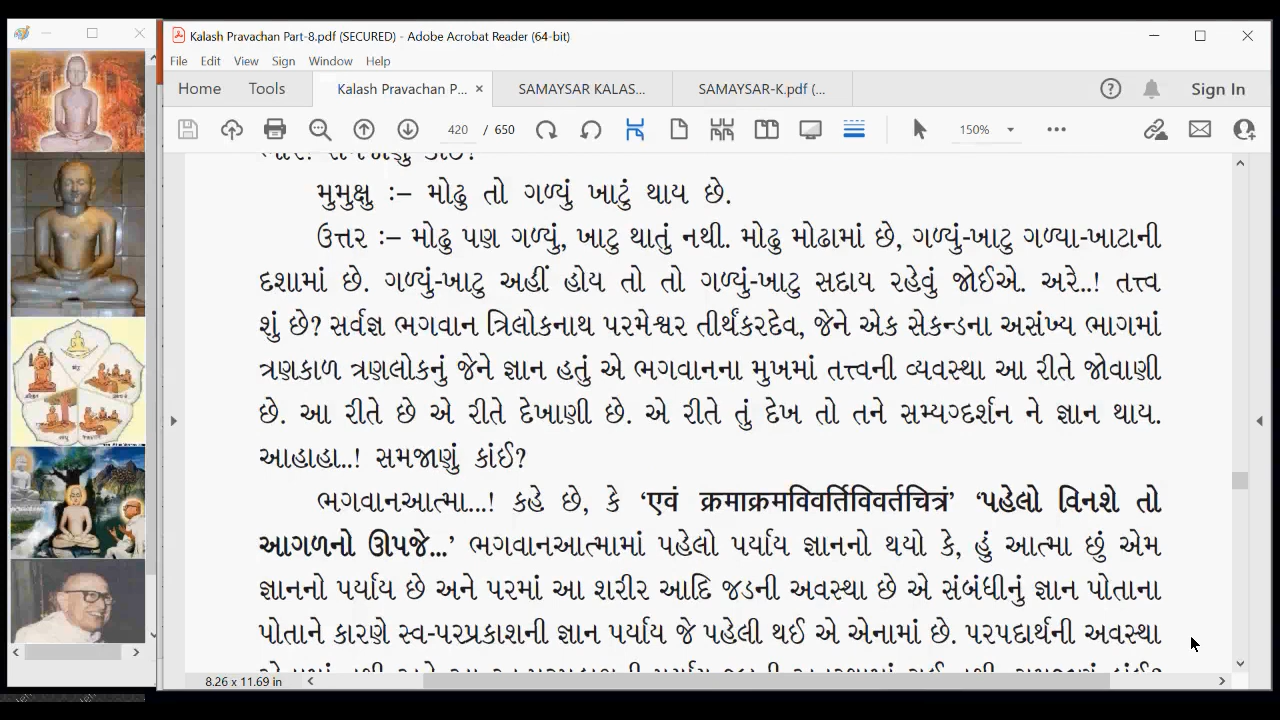 Kalash Pravachan Part-8.pdf (SECURED) - Adobe Acrobat Reader (64-bit)
File Edit View Sign Window Help
Home Tools Kalash Pravachan P... × SAMAYSAR KALAS... SAMAYSAR-K.pdf (... Sign In
420 / 650 150%
મુમુક્ષુ :– મોઢુ તો ગળ્યું ખાટું થાય છે.
ઉત્તર :– મોઢુ પણ ગળ્યું, ખાટુ થાતું નથી. મોઢુ મોઢામાં છે, ગળ્યું-ખાટુ ગળ્યા-ખાટાની
દશામાં છે. ગળ્યું-ખાટુ અહીં હોય તો તો ગળ્યું-ખાટુ સદાય રહેવું જોઈએ. અરે..! તત્ત્વ
શું છે? સર્વજ્ઞ ભગવાન ત્રિલોકનાથ પરમેશ્વર તીર્થંકરદેવ, જેને એક સેકન્ડના અસંખ્ય ભાગમાં
ત્રણકાળ ત્રણલોકનું જેને જ્ઞાન હતું એ ભગવાનના મુખમાં તત્ત્વની વ્યવસ્થા આ રીતે જોવાણી
છે. આ રીતે છે એ રીતે દેખાણી છે. એ રીતે તું દેખ તો તને સમ્યગ્દર્શન ને જ્ઞાન થાય.
આહાહા..! સમજાણું કાંઈ?
ભગવાનઆત્મા...! કહે છે, કે ‘एवं क्रमाक्रमविवर्तिविवर्तचित्रं’ ‘પહેલો વિનશે તો
આગળનો ઊપજે...’ ભગવાનઆત્મામાં પહેલો પર્યાય જ્ઞાનનો થયો કે, હું આત્મા છું એમ
જ્ઞાનનો પર્યાય છે અને પરમાં આ શરીર આદિ જડની અવસ્થા છે એ સંબંધીનું જ્ઞાન પોતાના
પોતાને કારણે સ્વ-પરપ્રકાશની જ્ઞાન પર્યાય જે પહેલી થઈ એ એનામાં છે. પરપદાર્થની અવસ્થા
8.26 x 11.69 in